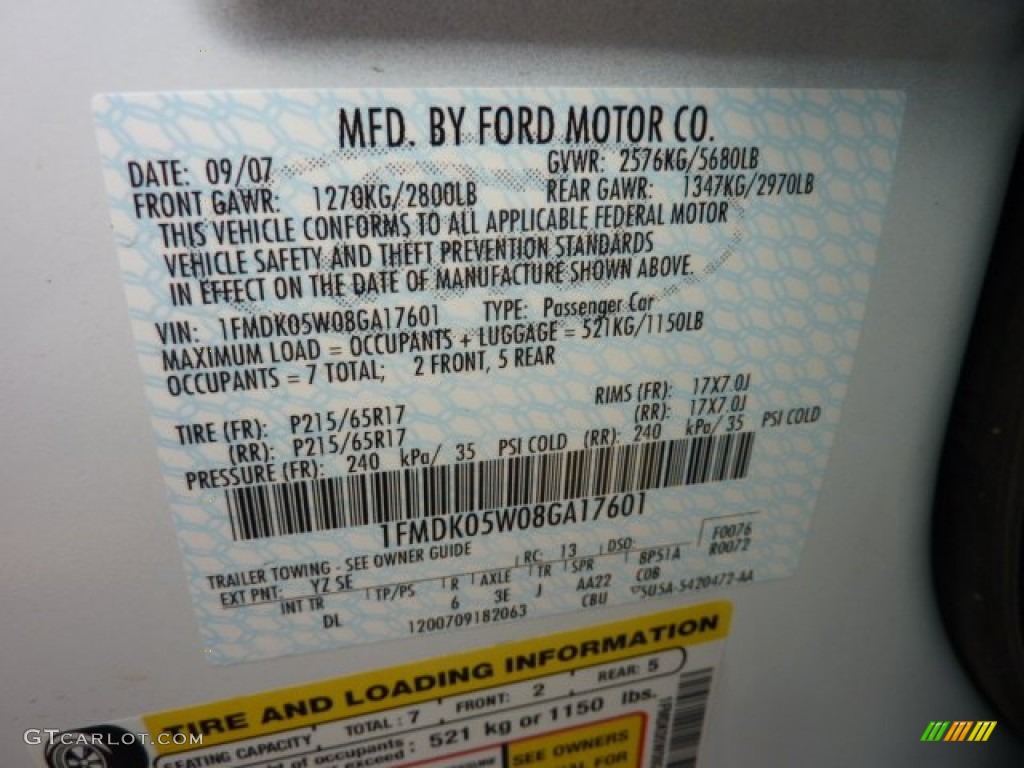 MFD. BY FORD MOTOR CO.
DATE: 09/07 GVWR: 2576KG/5680LB
FRONT GAWR: 1270KG/2800LB REAR GAWR: 1347KG/2970LB
THIS VEHICLE CONFORMS TO ALL APPLICABLE FEDERAL MOTOR
VEHICLE SAFETY AND THEFT PREVENTION STANDARDS
IN EFFECT ON THE DATE OF MANUFACTURE SHOWN ABOVE.
VIN: 1FMDK05W08GA17601 TYPE: Passenger Car
MAXIMUM LOAD = OCCUPANTS + LUGGAGE = 521KG/1150LB
OCCUPANTS = 7 TOTAL; 2 FRONT, 5 REAR
TIRE (FR): P215/65R17 RIMS (FR): 17X7.0J
(RR): P215/65R17 (RR): 17X7.0J
PRESSURE (FR): 240 kPa/ 35 PSI COLD (RR): 240 kPa/ 35 PSI COLD
1FMDK05W08GA17601
F0076
TRAILER TOWING - SEE OWNER GUIDE RC: 13 DSO: R0072
EXT PNT: YZ SE
INT TR TP/PS R AXLE TR SPR 8P51A
DL 6 3E J AA22 COB
1200709182063 CBU 5U5A-5420472-AA
TIRE AND LOADING INFORMATION
SEATING CAPACITY TOTAL: 7 FRONT: 2 REAR: 5
of occupants
exceed: 521 kg or 1150 lbs.
SEE OWNERS
FOR
GTcarlot.com